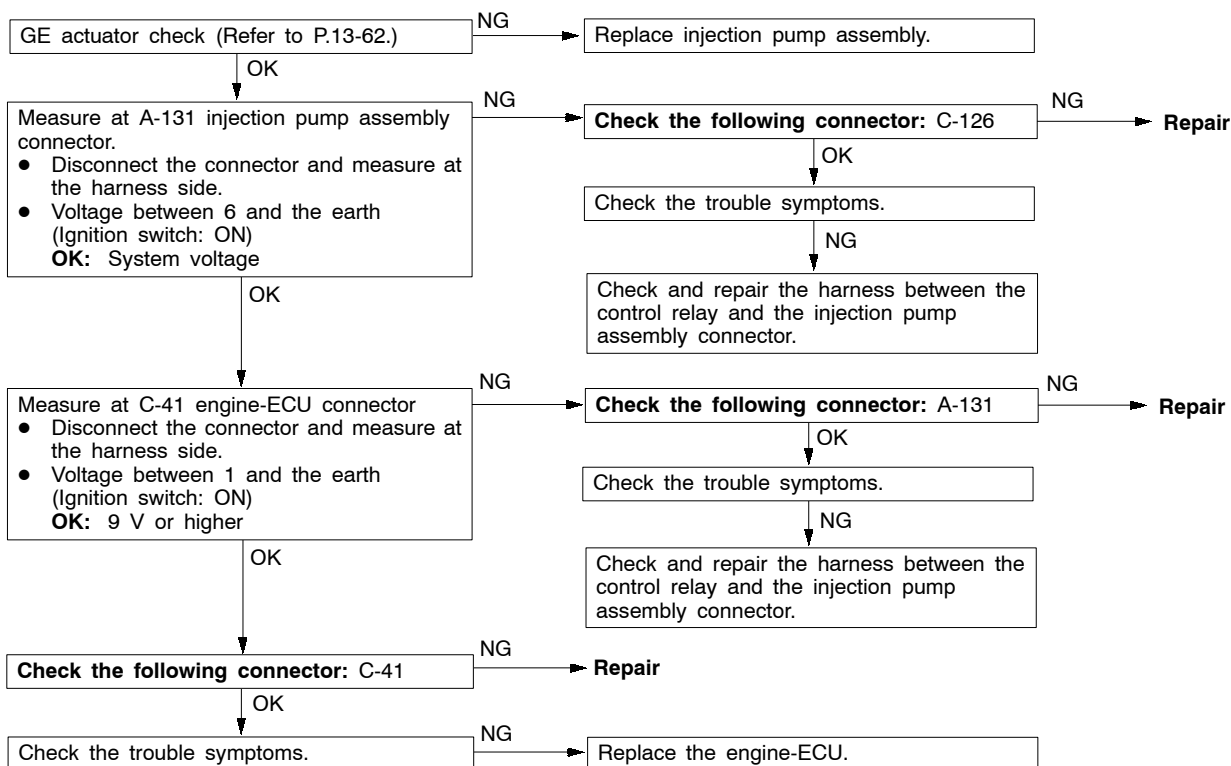 GE actuator check (Refer to P.13-62.)
NG
Replace injection pump assembly.
OK
Measure at A-131 injection pump assembly
connector.
● Disconnect the connector and measure at
the harness side.
● Voltage between 6 and the earth
(Ignition switch: ON)
OK: System voltage
NG
Check the following connector: C-126
NG
Repair
OK
Check the trouble symptoms.
NG
Check and repair the harness between the
control relay and the injection pump
assembly connector.
OK
Measure at C-41 engine-ECU connector
● Disconnect the connector and measure at
the harness side.
● Voltage between 1 and the earth
(Ignition switch: ON)
OK: 9 V or higher
NG
Check the following connector: A-131
NG
Repair
OK
Check the trouble symptoms.
NG
Check and repair the harness between the
control relay and the injection pump
assembly connector.
OK
Check the following connector: C-41
NG
Repair
OK
Check the trouble symptoms.
NG
Replace the engine-ECU.